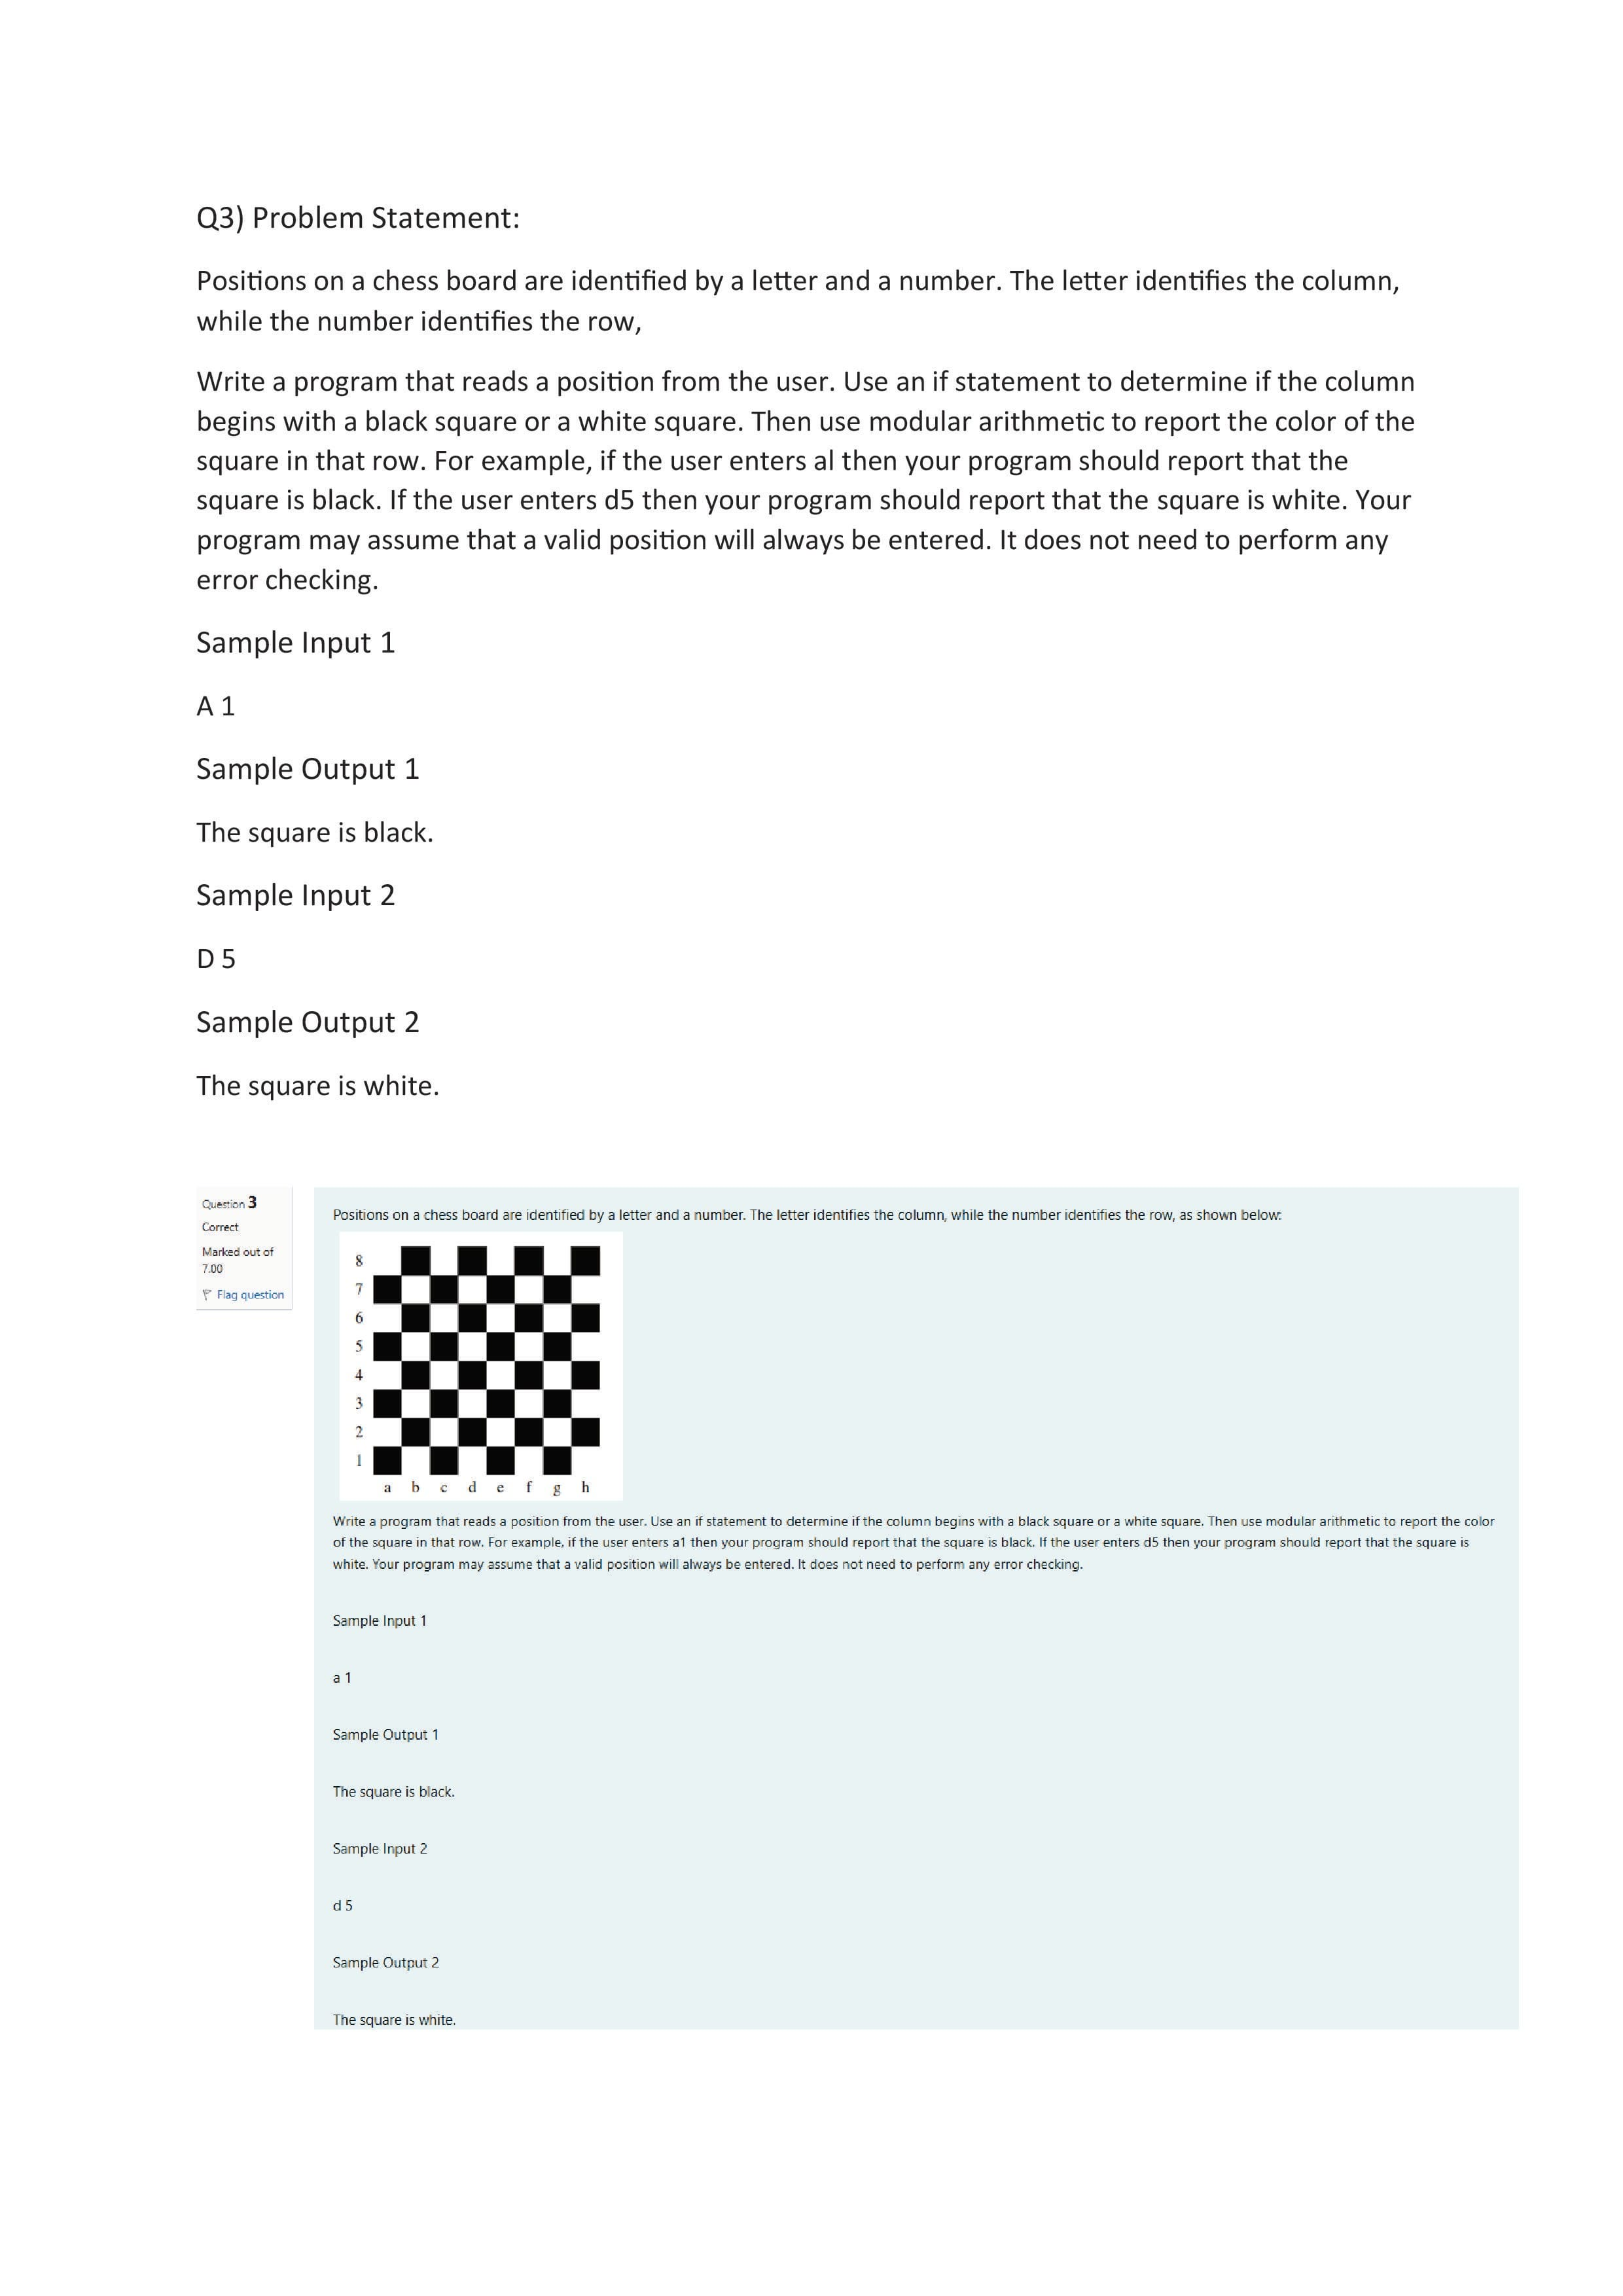 Q3) Problem Statement:
Positions on a chess board are identified by a letter and a number. The letter identifies the column,
while the number identifies the row,
Write a program that reads a position from the user. Use an if statement to determine if the column
begins with a black square or a white square. Then use modular arithmetic to report the color of the
square in that row. For example, if the user enters al then your program should report that the
square is black. If the user enters d5 then your program should report that the square is white. Your
program may assume that a valid position will always be entered. It does not need to perform any
error checking.
Sample Input 1
A 1
Sample Output 1
The square is black.
Sample Input 2
D 5
Sample Output 2
The square is white.
Question 3
Correct
Marked out of
7.00
Flag question
Positions on a chess board are identified by a letter and a number. The letter identifies the column, while the number identifies the row, as shown below:
8
7
6
5
4
3
2
1
a b c d e f g h
Write a program that reads a position from the user. Use an if statement to determine if the column begins with a black square or a white square. Then use modular arithmetic to report the color
of the square in that row. For example, if the user enters a1 then your program should report that the square is black. If the user enters d5 then your program should report that the square is
white. Your program may assume that a valid position will always be entered. It does not need to perform any error checking.
Sample Input 1
a 1
Sample Output 1
The square is black.
Sample Input 2
d 5
Sample Output 2
The square is white.